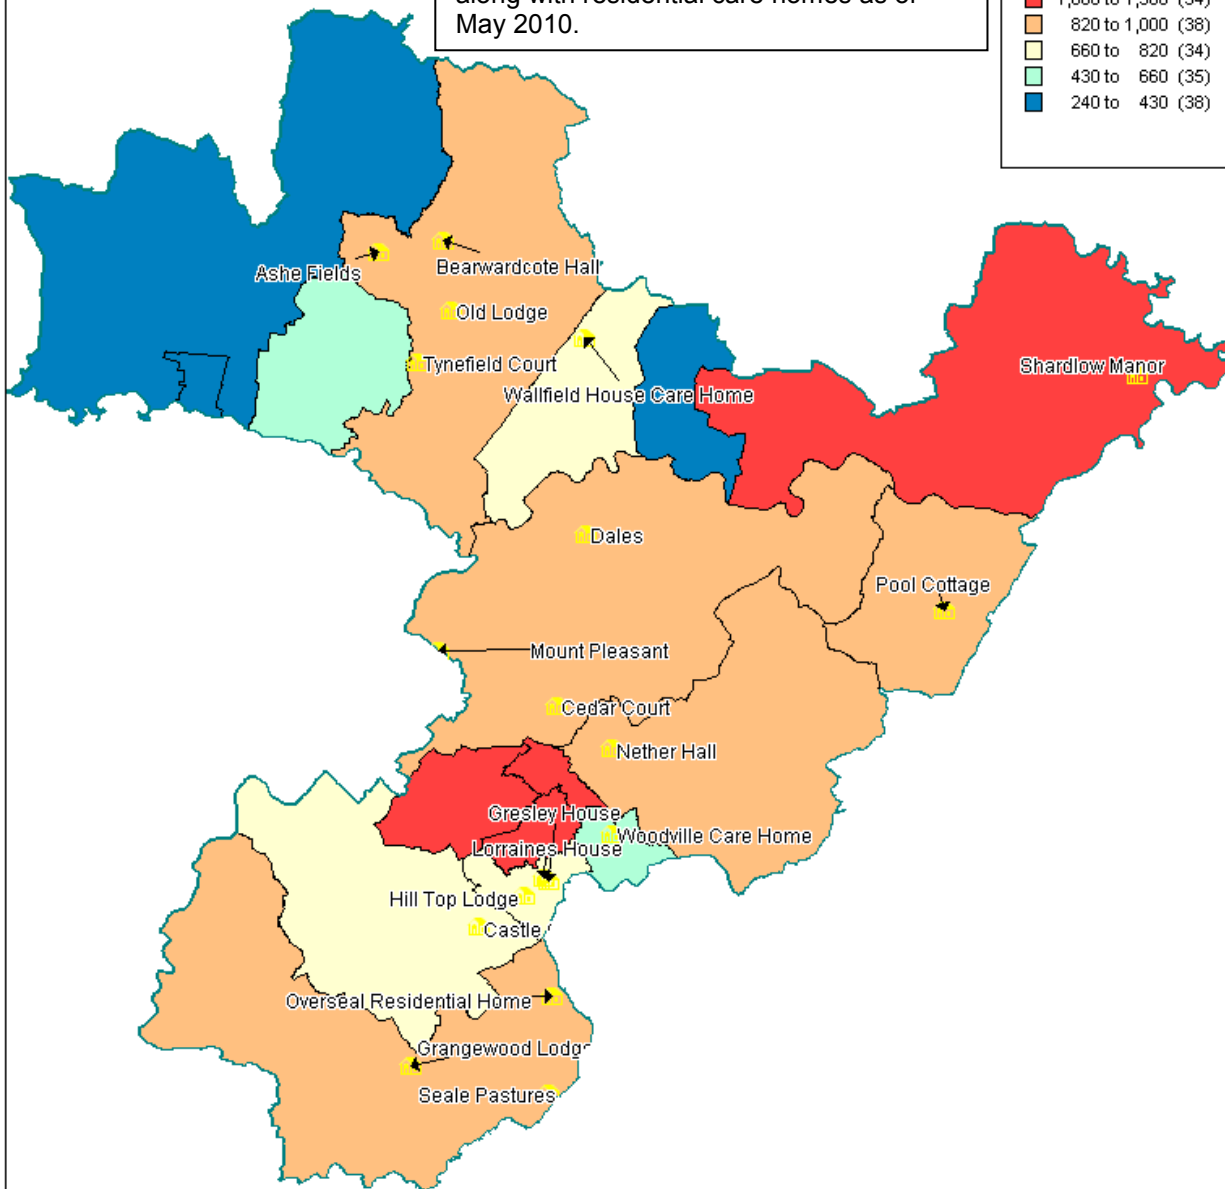 May 2010.
820 to 1,000 (38)
660 to 820 (34)
430 to 660 (35)
240 to 430 (38)
Ashe Fields
Bearwardcote Hall
Old Lodge
Tynefield Court
Wallfield House Care Home
Shardlow Manor
Dales
Pool Cottage
Mount Pleasant
Cedar Court
Nether Hall
Gresley House
Woodville Care Home
Lorraines House
Hill Top Lodge
Castle
Overseal Residential Home
Grangewood Lodge
Seale Pastures